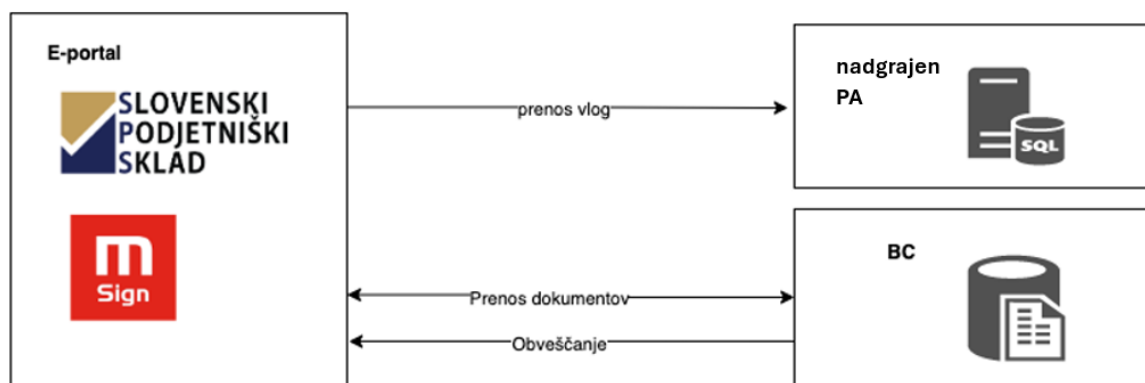 E-portal
SLOVENSKI
PODJETNIŠKI
SKLAD
m
Sign
prenos vlog
nadgrajen
PA
SQL
BC
Prenos dokumentov
Obveščanje